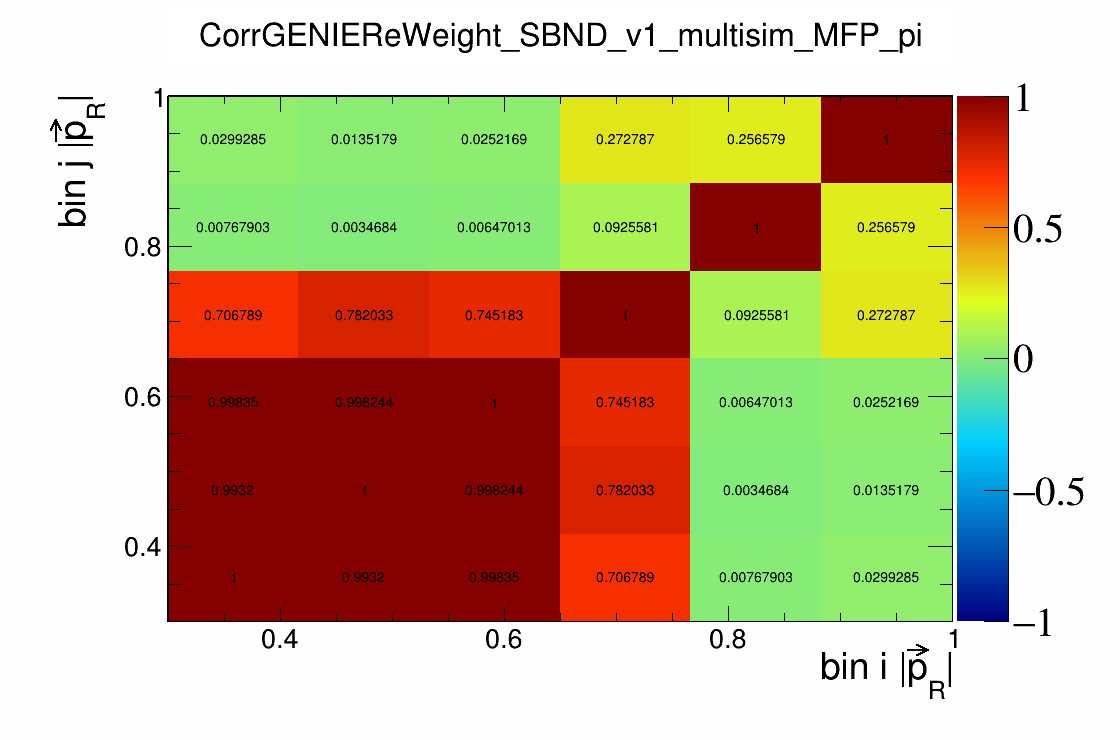 CorrGENIEReWeight_SBND_v1_multisim_MFP_pi
bin j |p⃗_R|
1
0.8
0.6
0.4
0.0299285 0.0135179 0.0252169 0.272787 0.256579 1
0.00767903 0.0034684 0.00647013 0.0925581 1 0.256579
0.706789 0.782033 0.745183 1 0.0925581 0.272787
0.99835 0.998244 1 0.745183 0.00647013 0.0252169
0.9932 1 0.998244 0.782033 0.0034684 0.0135179
1 0.9932 0.99835 0.706789 0.00767903 0.0299285
0.4 0.6 0.8 1
bin i |p⃗_R|
1
0.5
0
−0.5
−1